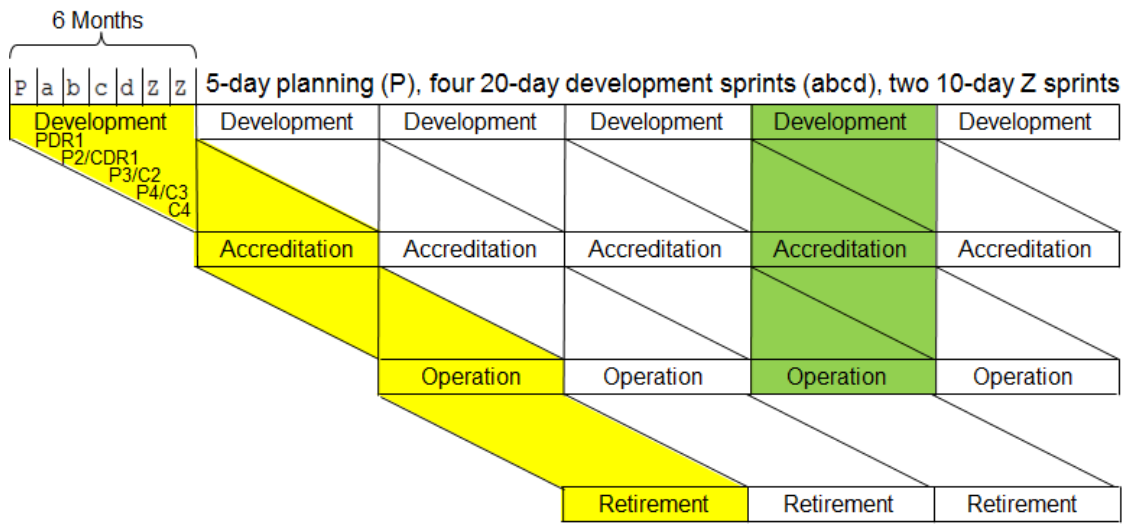 6 Months
P a b c d Z Z 5-day planning (P), four 20-day development sprints (abcd), two 10-day Z sprints
Development Development Development Development Development Development
PDR1
P2/CDR1
P3/C2
P4/C3
C4
Accreditation Accreditation Accreditation Accreditation Accreditation
Operation Operation Operation Operation
Retirement Retirement Retirement